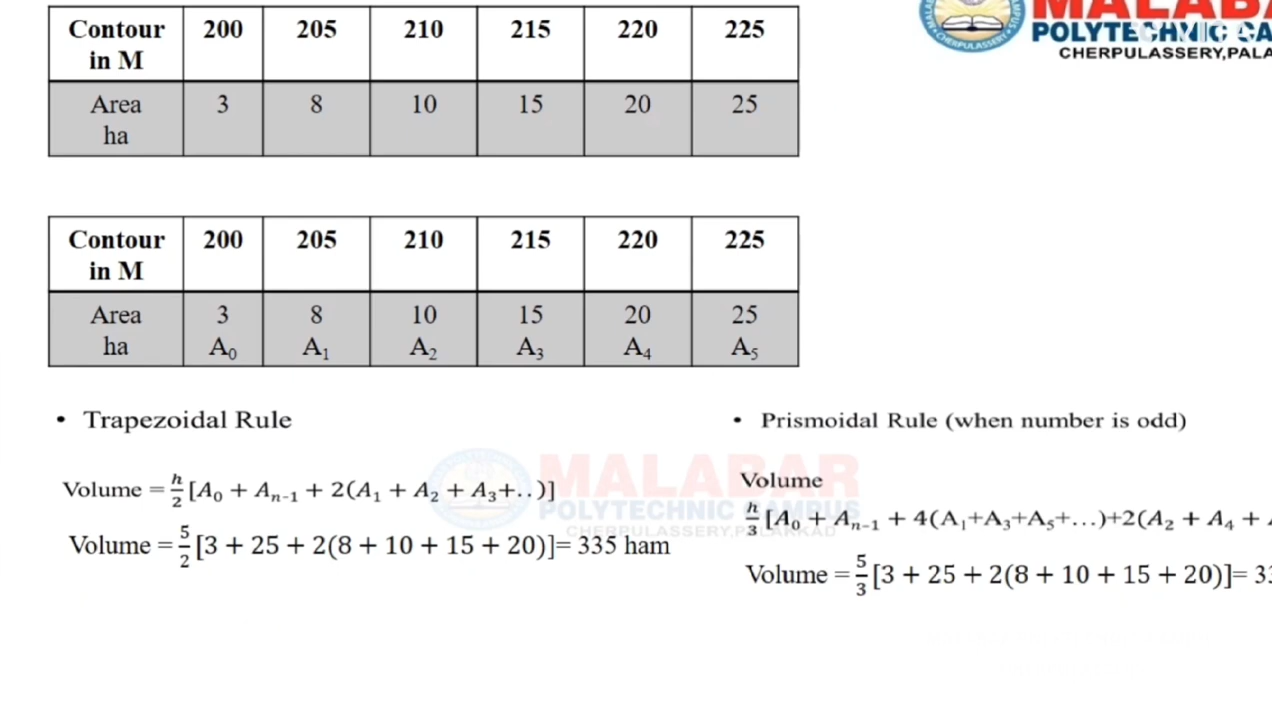 MALABA
POLYTECHNIC CA
CHERPULASSERY,PALA
Contour in M 200 205 210 215 220 225
Area ha 3 8 10 15 20 25
Contour in M 200 205 210 215 220 225
Area ha 3 A₀ 8 A₁ 10 A₂ 15 A₃ 20 A₄ 25 A₅
• Trapezoidal Rule
Volume = h/2 [A₀ + Aₙ₋₁ + 2(A₁ + A₂ + A₃+..)]
Volume = 5/2 [3 + 25 + 2(8 + 10 + 15 + 20)]= 335 ham
• Prismoidal Rule (when number is odd)
Volume
h/3 [A₀ + Aₙ₋₁ + 4(A₁+A₃+A₅+...)+2(A₂ + A₄ +
Volume = 5/3 [3 + 25 + 2(8 + 10 + 15 + 20)]= 33
MALABAR
POLYTECHNIC CAMPUS
CHERPULASSERY,PALAKKAD